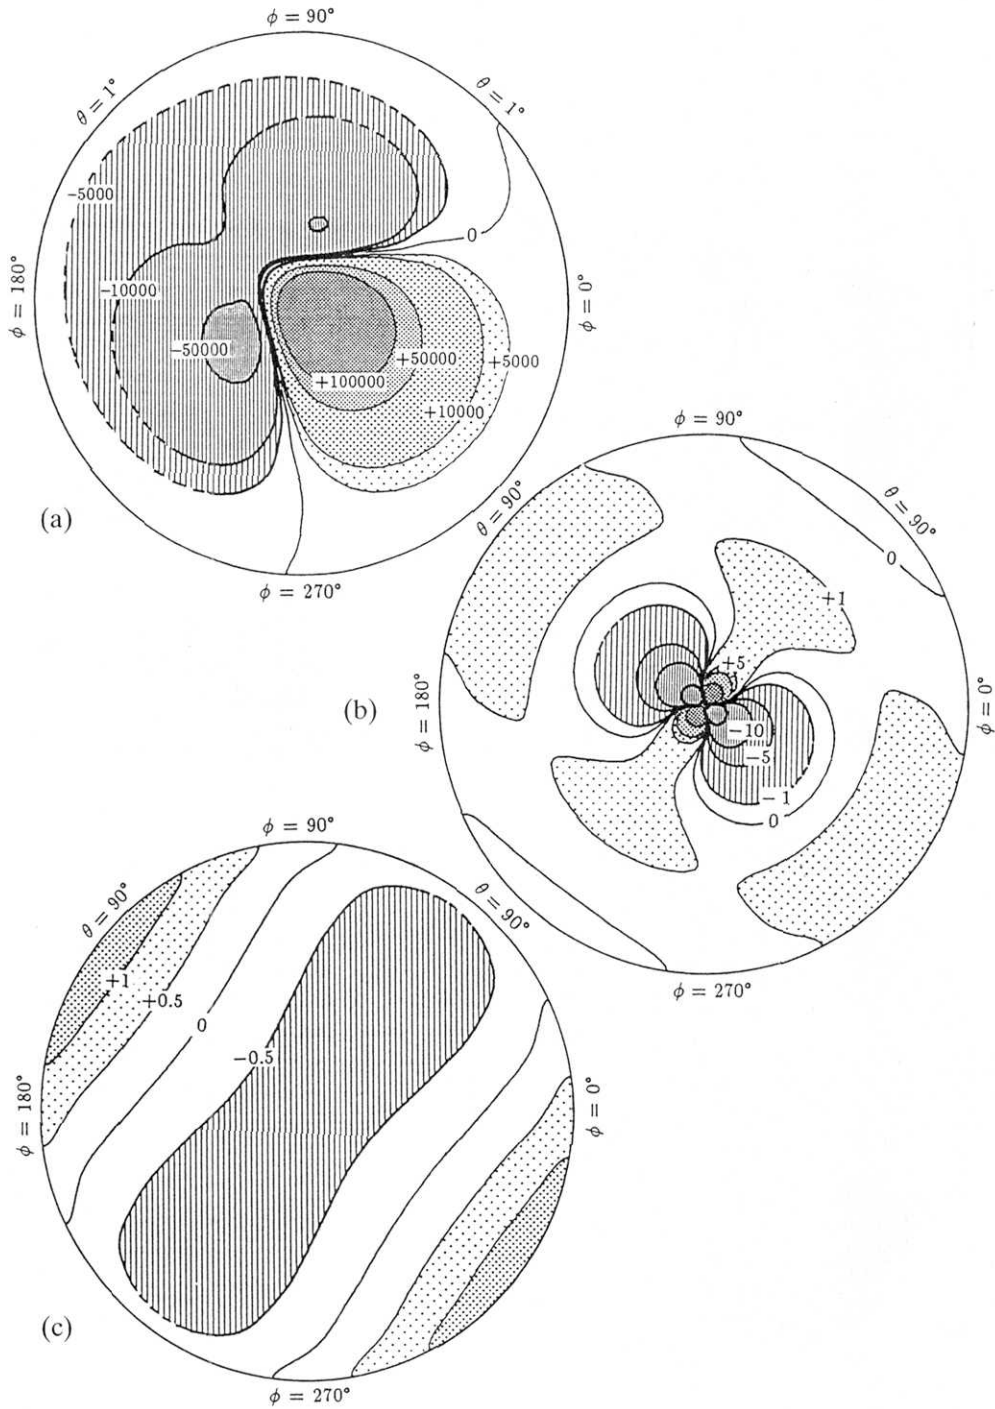 ϕ = 90°
θ = 1°
θ = 1°
−5000
0
ϕ = 180°
−10000
ϕ = 0°
−50000
+50000
+5000
+100000
+10000
(a)
ϕ = 270°
ϕ = 90°
θ = 90°
θ = 90°
0
+1
+5
ϕ = 180°
(b)
ϕ = 0°
−10
−5
−1
0
ϕ = 270°
ϕ = 90°
θ = 90°
θ = 90°
+1
+0.5
0
−0.5
ϕ = 180°
ϕ = 0°
(c)
ϕ = 270°